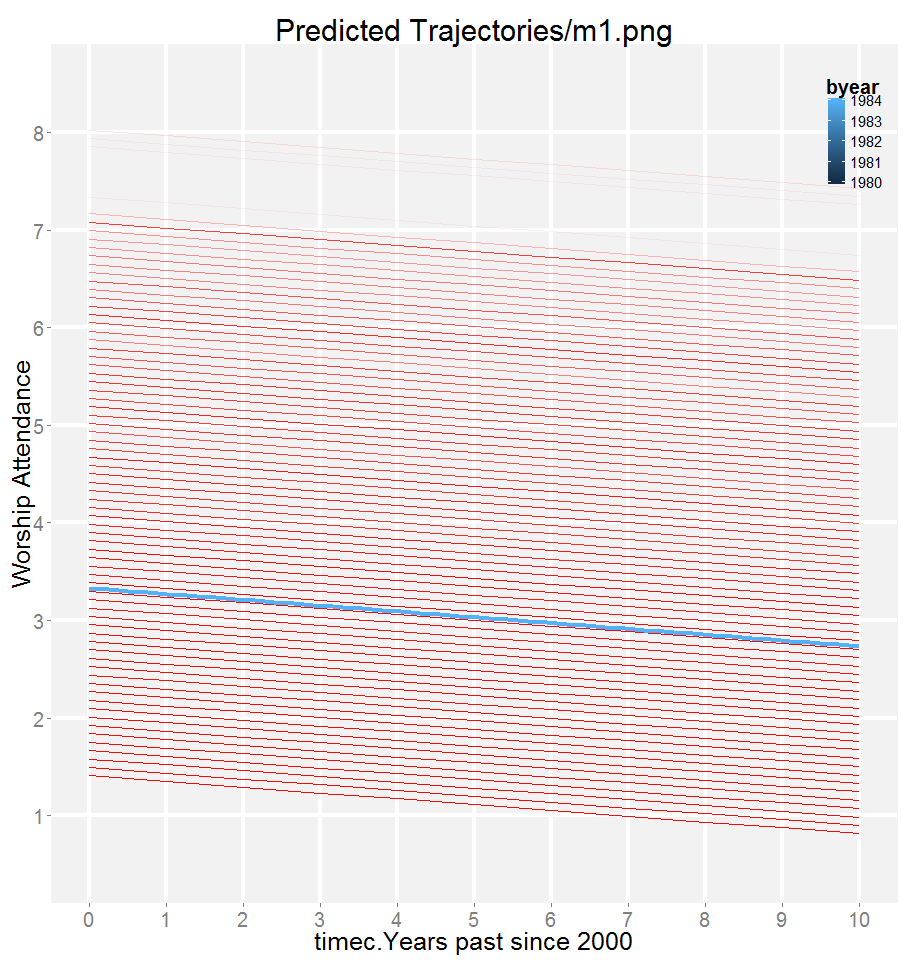 Predicted Trajectories/m1.png
byear
1984
1983
1982
1981
1980
Worship Attendance
8
7
6
5
4
3
2
1
0 1 2 3 4 5 6 7 8 9 10
timec.Years past since 2000